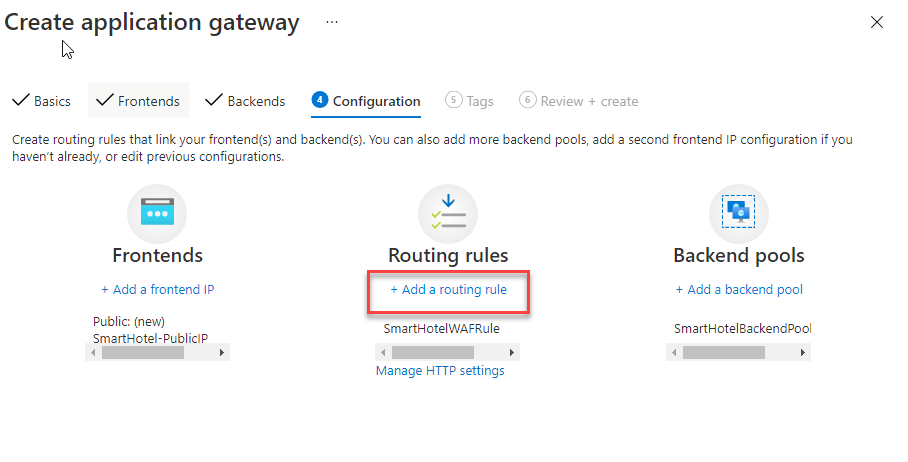 Create application gateway ...
Basics Frontends Backends 4 Configuration 5 Tags 6 Review + create
Create routing rules that link your frontend(s) and backend(s). You can also add more backend pools, add a second frontend IP configuration if you
haven't already, or edit previous configurations.
Frontends Routing rules Backend pools
+ Add a frontend IP + Add a routing rule + Add a backend pool
Public: (new)
SmartHotel-PublicIP SmartHotelWAFRule SmartHotelBackendPool
Manage HTTP settings